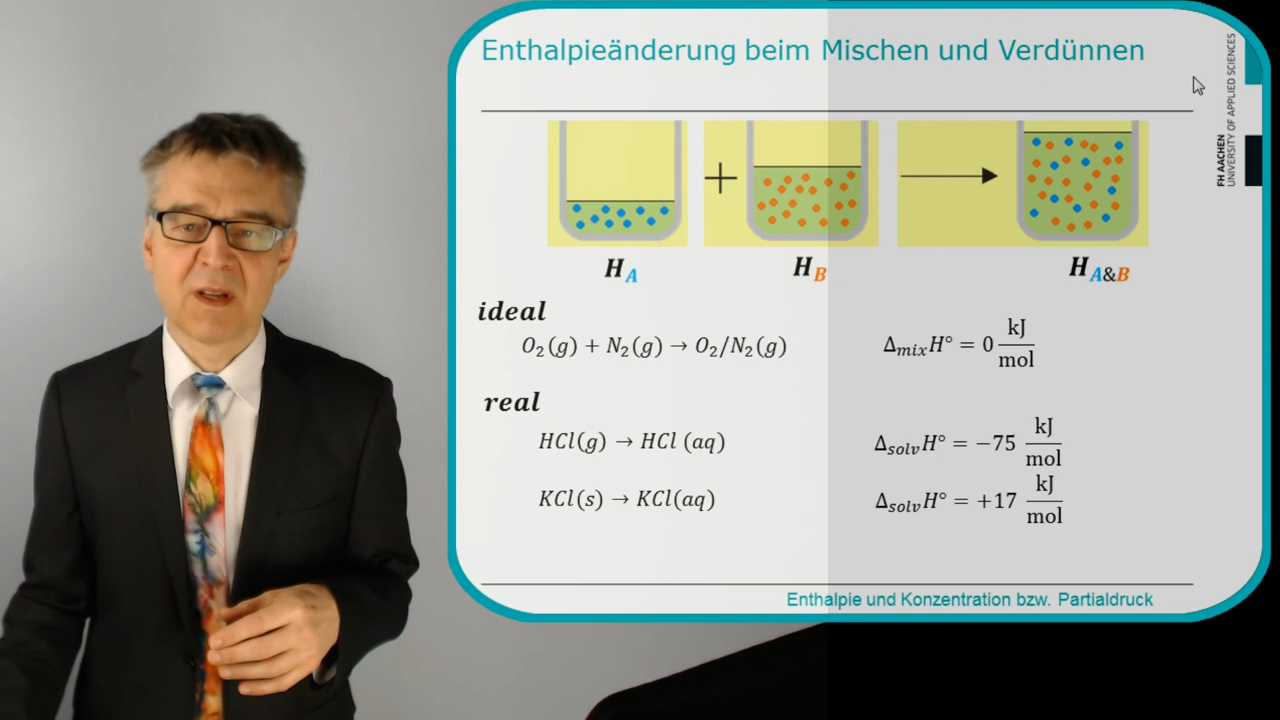 Enthalpieänderung beim Mischen und Verdünnen
FH AACHEN
UNIVERSITY OF APPLIED SCIENCES
+
H_A
H_B
H_A&B
ideal
O₂(g) + N₂(g) → O₂/N₂(g)
Δ_mix H° = 0 kJ/mol
real
HCl(g) → HCl (aq)
Δ_solv H° = −75 kJ/mol
KCl(s) → KCl(aq)
Δ_solv H° = +17 kJ/mol
Enthalpie und Konzentration bzw. Partialdruck